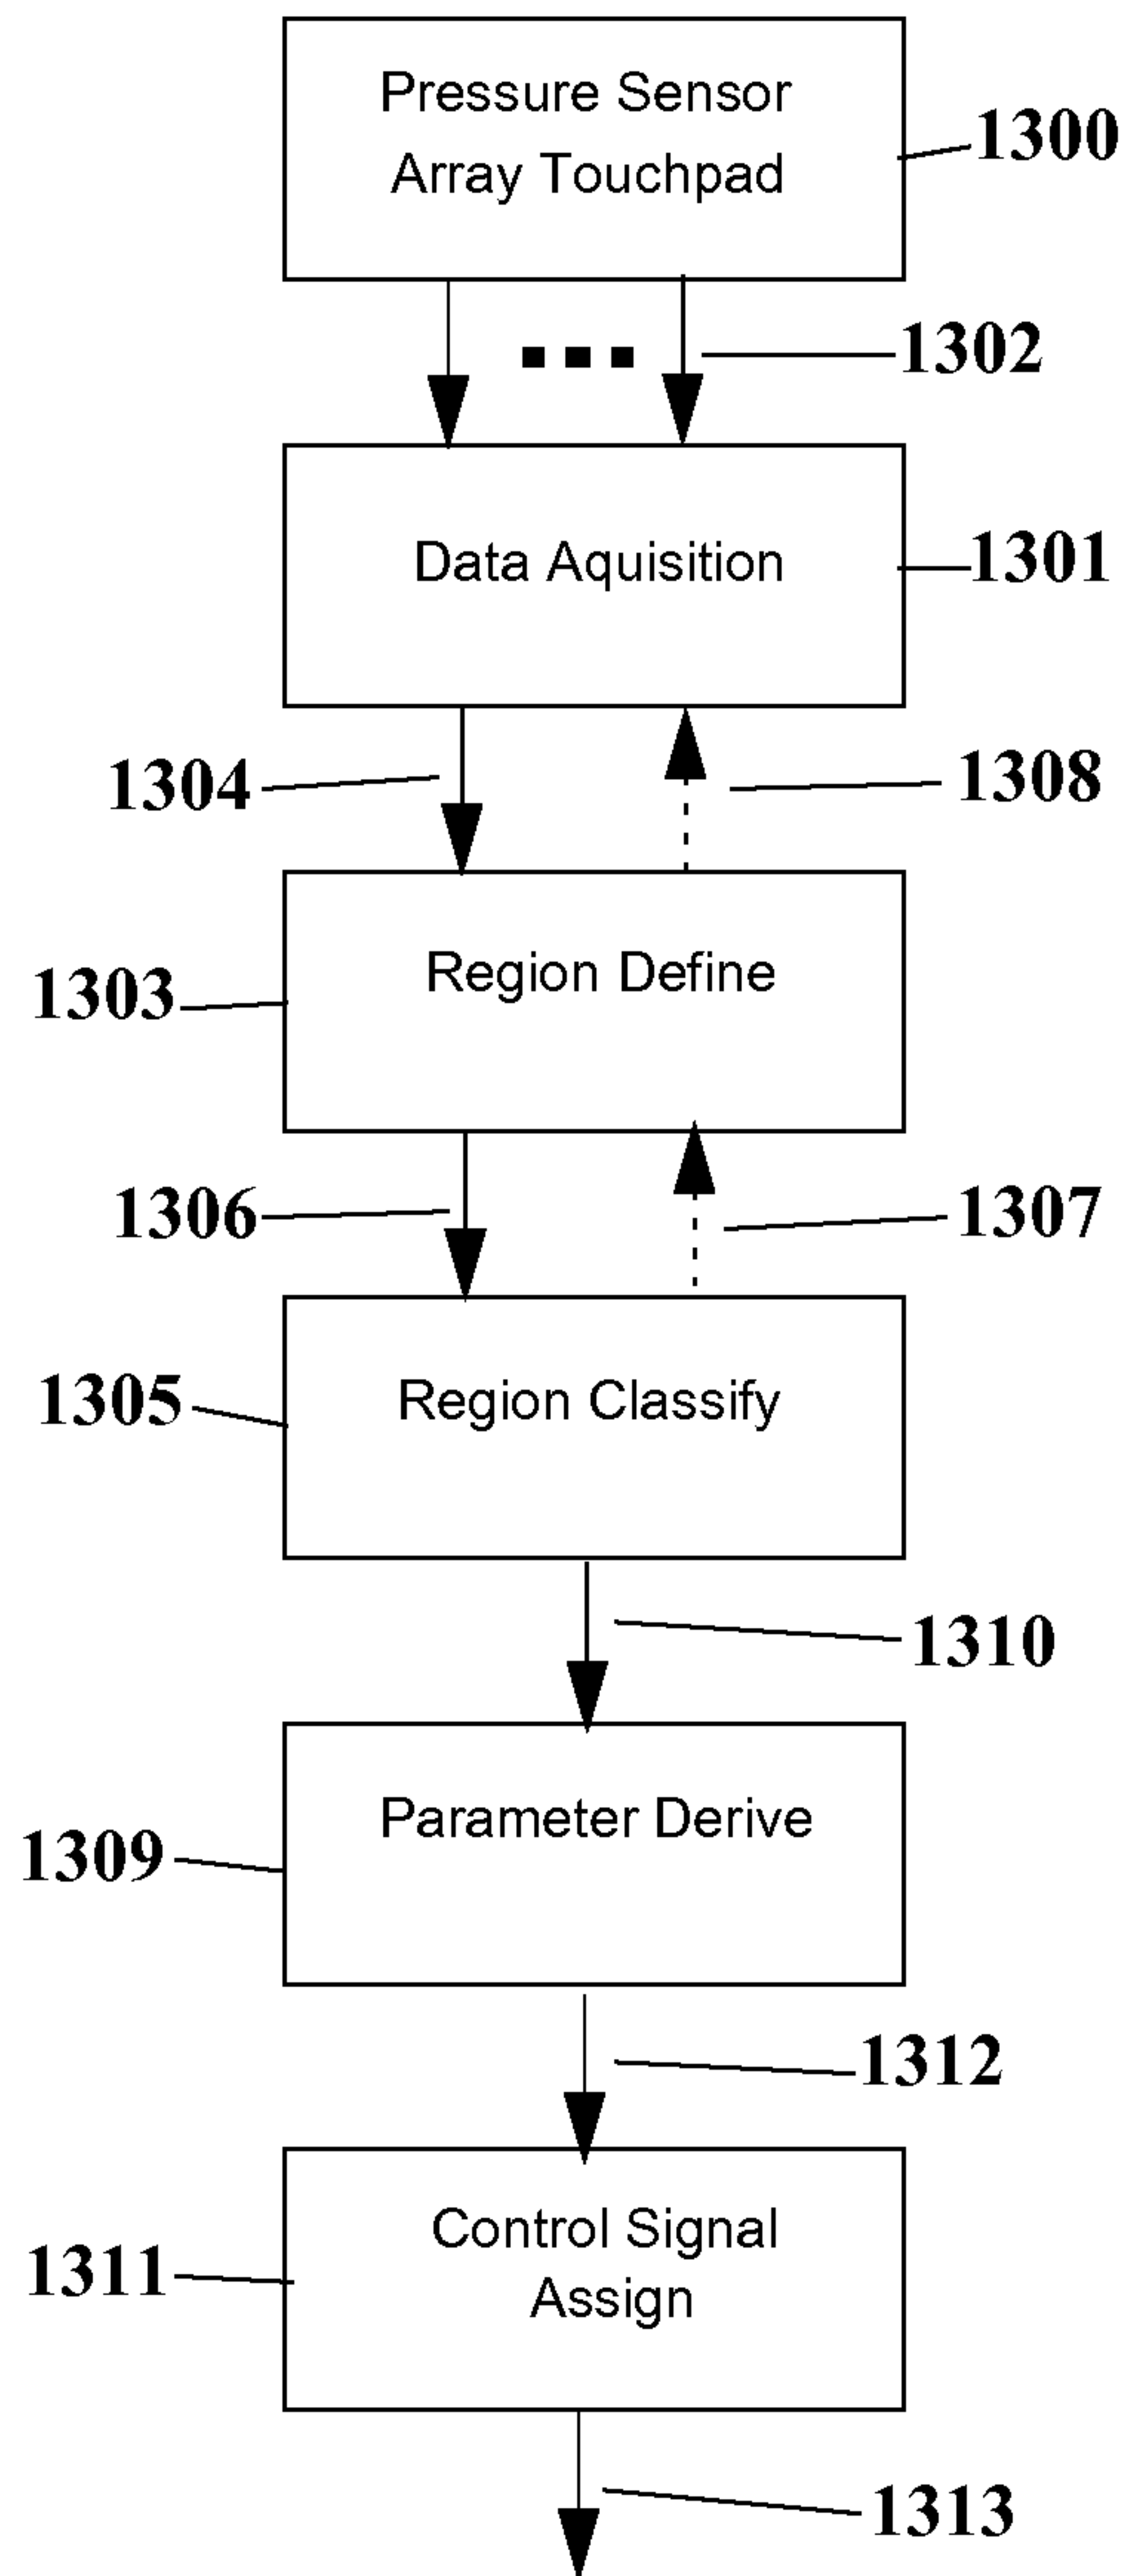 Pressure Sensor
Array Touchpad
1300
1302
Data Aquisition
1301
1304
1308
Region Define
1303
1306
1307
Region Classify
1305
1310
Parameter Derive
1309
1312
Control Signal
Assign
1311
1313